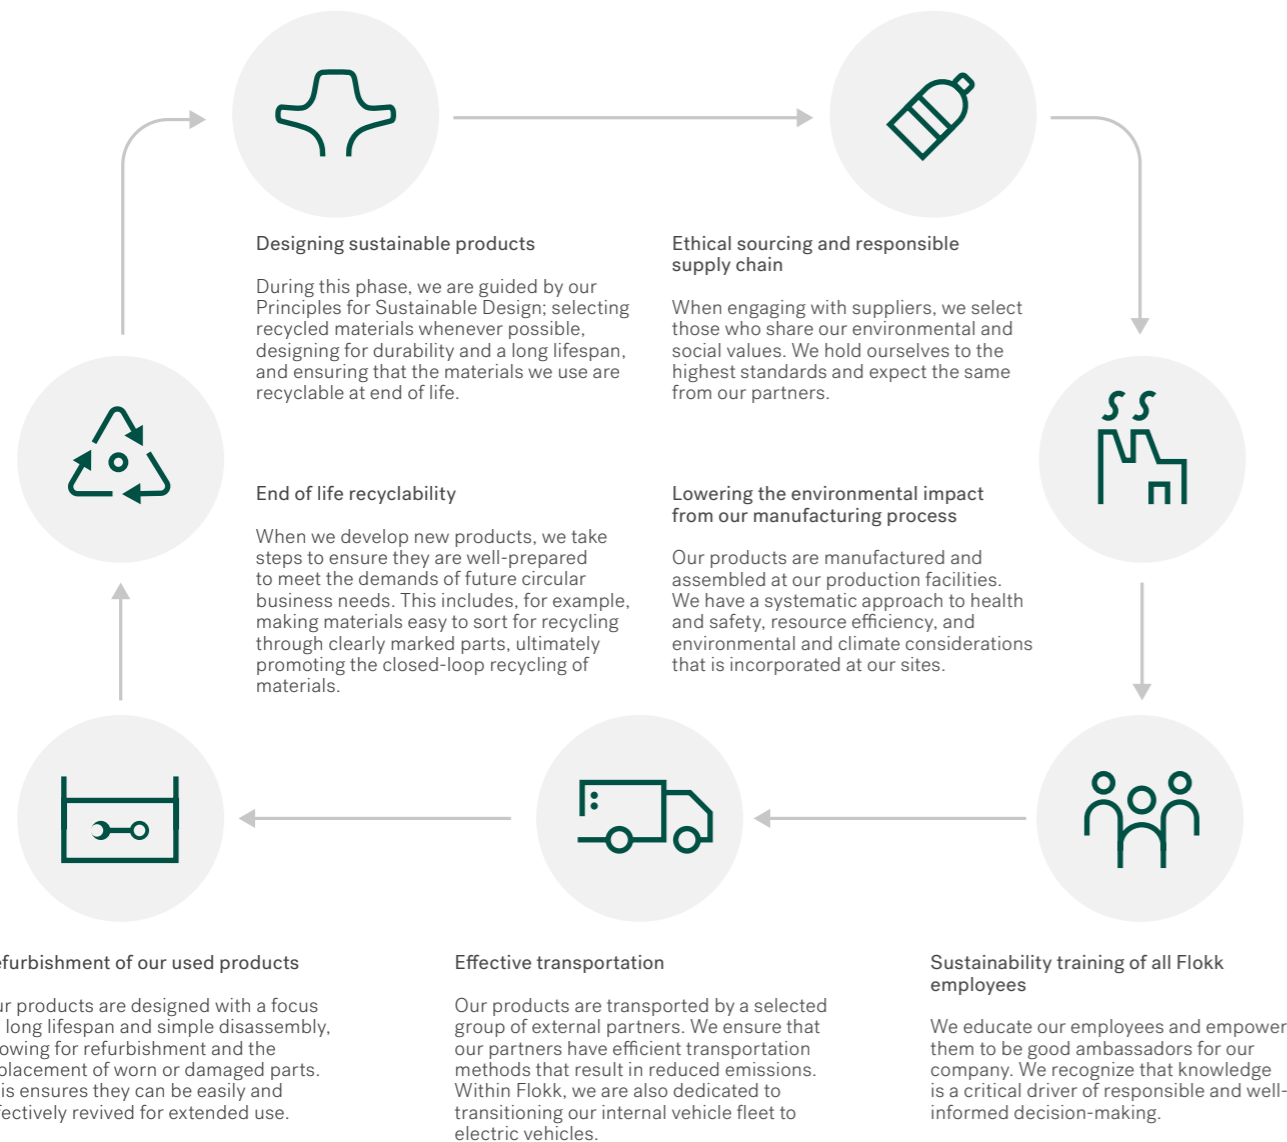 Designing sustainable products
During this phase, we are guided by our
Principles for Sustainable Design; selecting
recycled materials whenever possible,
designing for durability and a long lifespan,
and ensuring that the materials we use are
recyclable at end of life.
Ethical sourcing and responsible
supply chain
When engaging with suppliers, we select
those who share our environmental and
social values. We hold ourselves to the
highest standards and expect the same
from our partners.
End of life recyclability
When we develop new products, we take
steps to ensure they are well-prepared
to meet the demands of future circular
business needs. This includes, for example,
making materials easy to sort for recycling
through clearly marked parts, ultimately
promoting the closed-loop recycling of
materials.
Lowering the environmental impact
from our manufacturing process
Our products are manufactured and
assembled at our production facilities.
We have a systematic approach to health
and safety, resource efficiency, and
environmental and climate considerations
that is incorporated at our sites.
efurbishment of our used products
ur products are designed with a focus
long lifespan and simple disassembly,
owing for refurbishment and the
placement of worn or damaged parts.
is ensures they can be easily and
fectively revived for extended use.
Effective transportation
Our products are transported by a selected
group of external partners. We ensure that
our partners have efficient transportation
methods that result in reduced emissions.
Within Flokk, we are also dedicated to
transitioning our internal vehicle fleet to
electric vehicles.
Sustainability training of all Flokk
employees
We educate our employees and empower
them to be good ambassadors for our
company. We recognize that knowledge
is a critical driver of responsible and well-
informed decision-making.